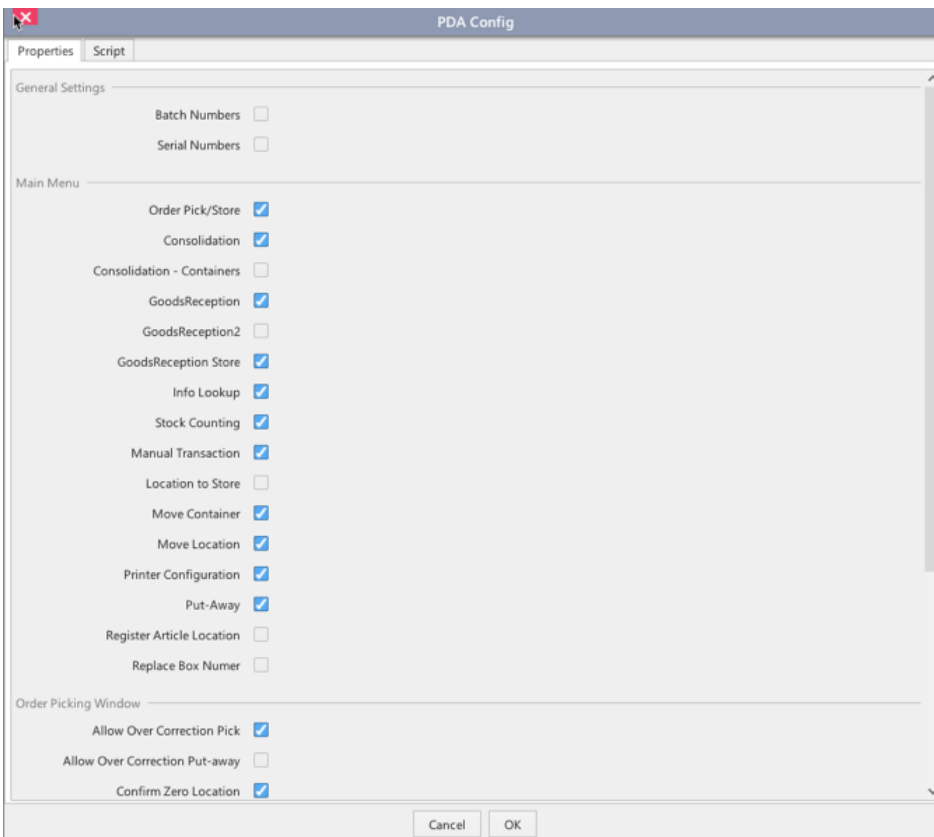 PDA Config
Properties Script
General Settings
Batch Numbers
Serial Numbers
Main Menu
Order Pick/Store
Consolidation
Consolidation - Containers
GoodsReception
GoodsReception2
GoodsReception Store
Info Lookup
Stock Counting
Manual Transaction
Location to Store
Move Container
Move Location
Printer Configuration
Put-Away
Register Article Location
Replace Box Numer
Order Picking Window
Allow Over Correction Pick
Allow Over Correction Put-away
Confirm Zero Location
Cancel OK